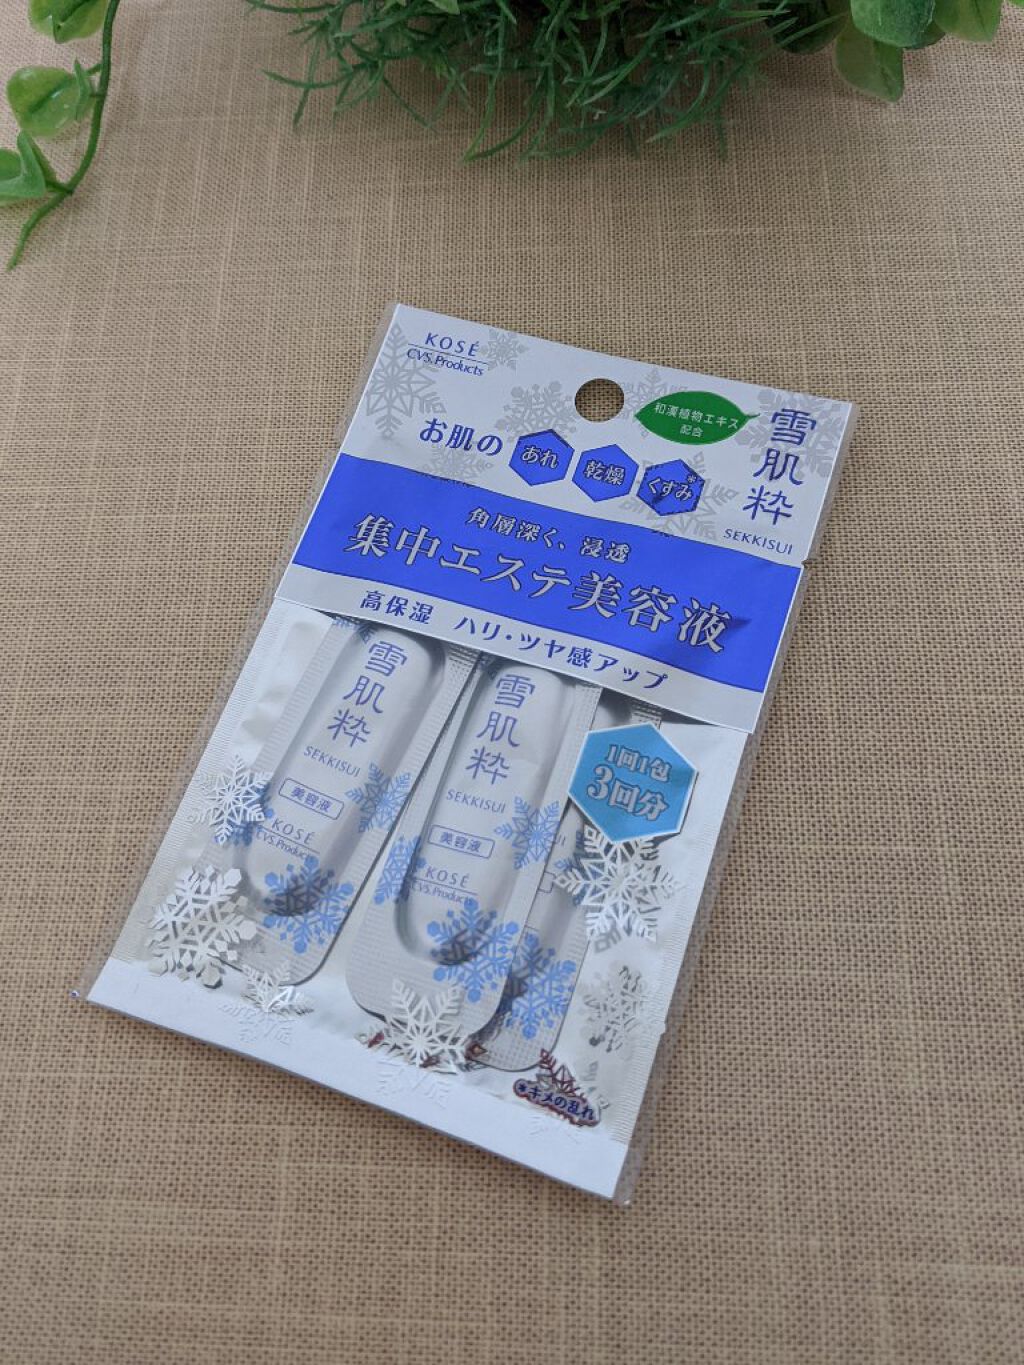 KOSÉ
CVS.Products
和漢植物エキス
配合
雪肌粋
SEKKISUI
お肌の あれ 乾燥 くすみ*
角層深く、浸透
集中エステ美容液
高保湿 ハリ・ツヤ感アップ
雪肌粋
SEKKISUI
美容液
KOSÉ
CVS.Products
雪肌粋
SEKKISUI
美容液
KOSÉ
CVS.Products
1回1包
3回分
*キメの乱れ